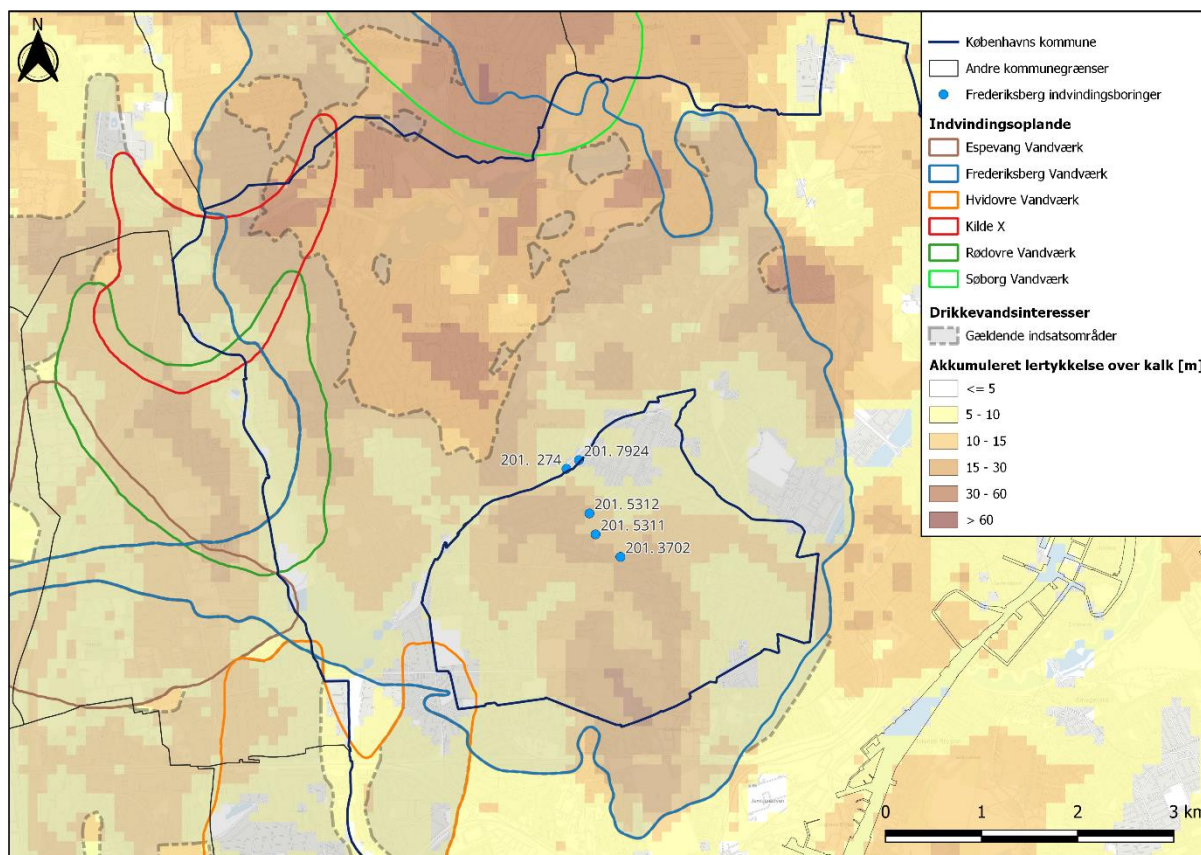 N
Københavns kommune
Andre kommunegrænser
Frederiksberg indvindingsboringer
Indvindingsoplande
Espevang Vandværk
Frederiksberg Vandværk
Hvidovre Vandværk
Kilde X
Rødovre Vandværk
Søborg Vandværk
Drikkevandsinteresser
Gældende indsatsområder
Akkumuleret lertykkelse over kalk [m]
<= 5
5 - 10
10 - 15
15 - 30
30 - 60
> 60
201. 7924
201. 274
201. 5312
201. 5311
201. 3702
0 1 2 3 km